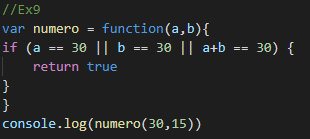 //Ex9
var numero = function(a,b){
if (a == 30 || b == 30 || a+b == 30) {
    return true
}
}
console.log(numero(30,15))